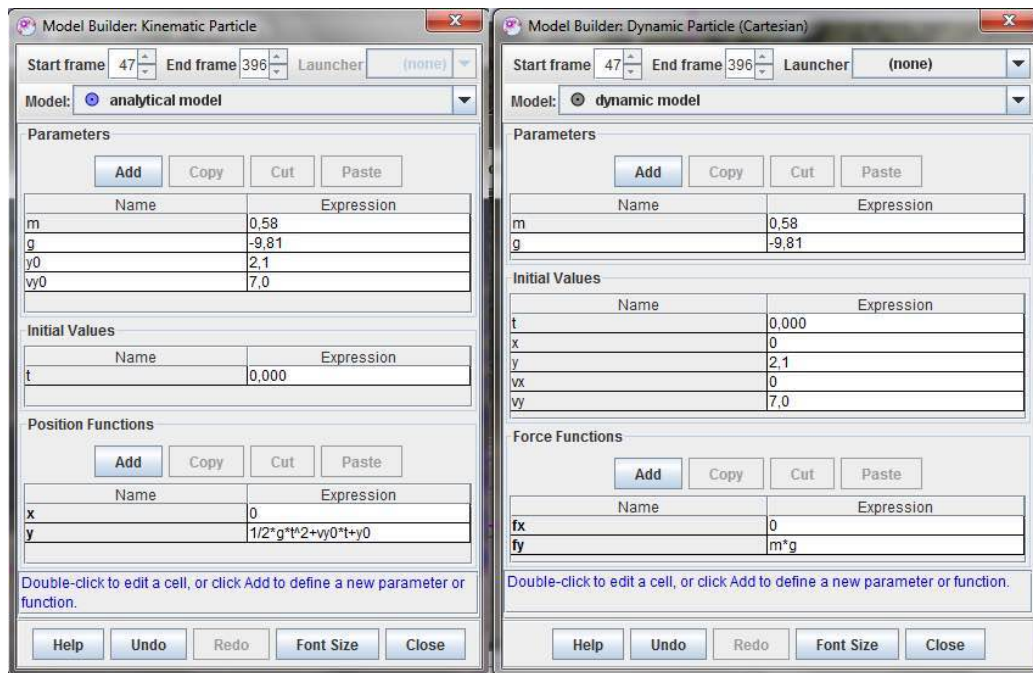 Model Builder: Kinematic Particle
Start frame 47 End frame 396 Launcher (none)
Model: analytical model
Parameters
Add Copy Cut Paste
Name Expression
m 0,58
g -9,81
y0 2,1
vy0 7,0
Initial Values
Name Expression
t 0,000
Position Functions
Add Copy Cut Paste
Name Expression
x 0
y 1/2*g*t^2+vy0*t+y0
Double-click to edit a cell, or click Add to define a new parameter or
function.
Help Undo Redo Font Size Close
Model Builder: Dynamic Particle (Cartesian)
Start frame 47 End frame 396 Launcher (none)
Model: dynamic model
Parameters
Add Copy Cut Paste
Name Expression
m 0,58
g -9,81
Initial Values
Name Expression
t 0,000
x 0
y 2,1
vx 0
vy 7,0
Force Functions
Add Copy Cut Paste
Name Expression
fx 0
fy m*g
Double-click to edit a cell, or click Add to define a new parameter or function.
Help Undo Redo Font Size Close